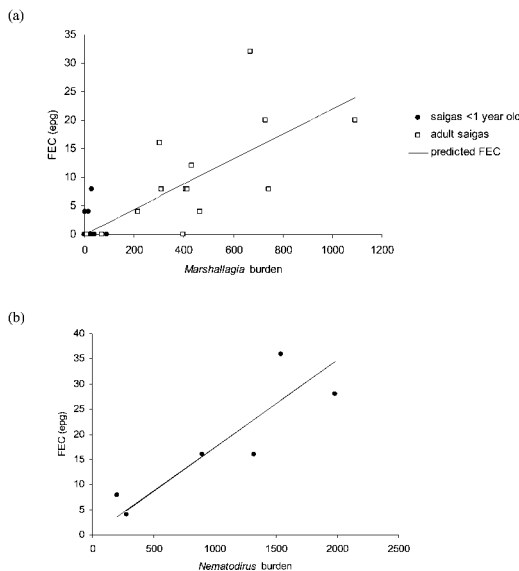 (a)
35
30
25
20
15
10
5
0
FEC (epg)
0 200 400 600 800 1000 1200
Marshallagia burden
saigas <1 year old
adult saigas
predicted FEC
(b)
40
35
30
25
20
15
10
5
0
FEC (epg)
0 500 1000 1500 2000 2500
Nematodirus burden